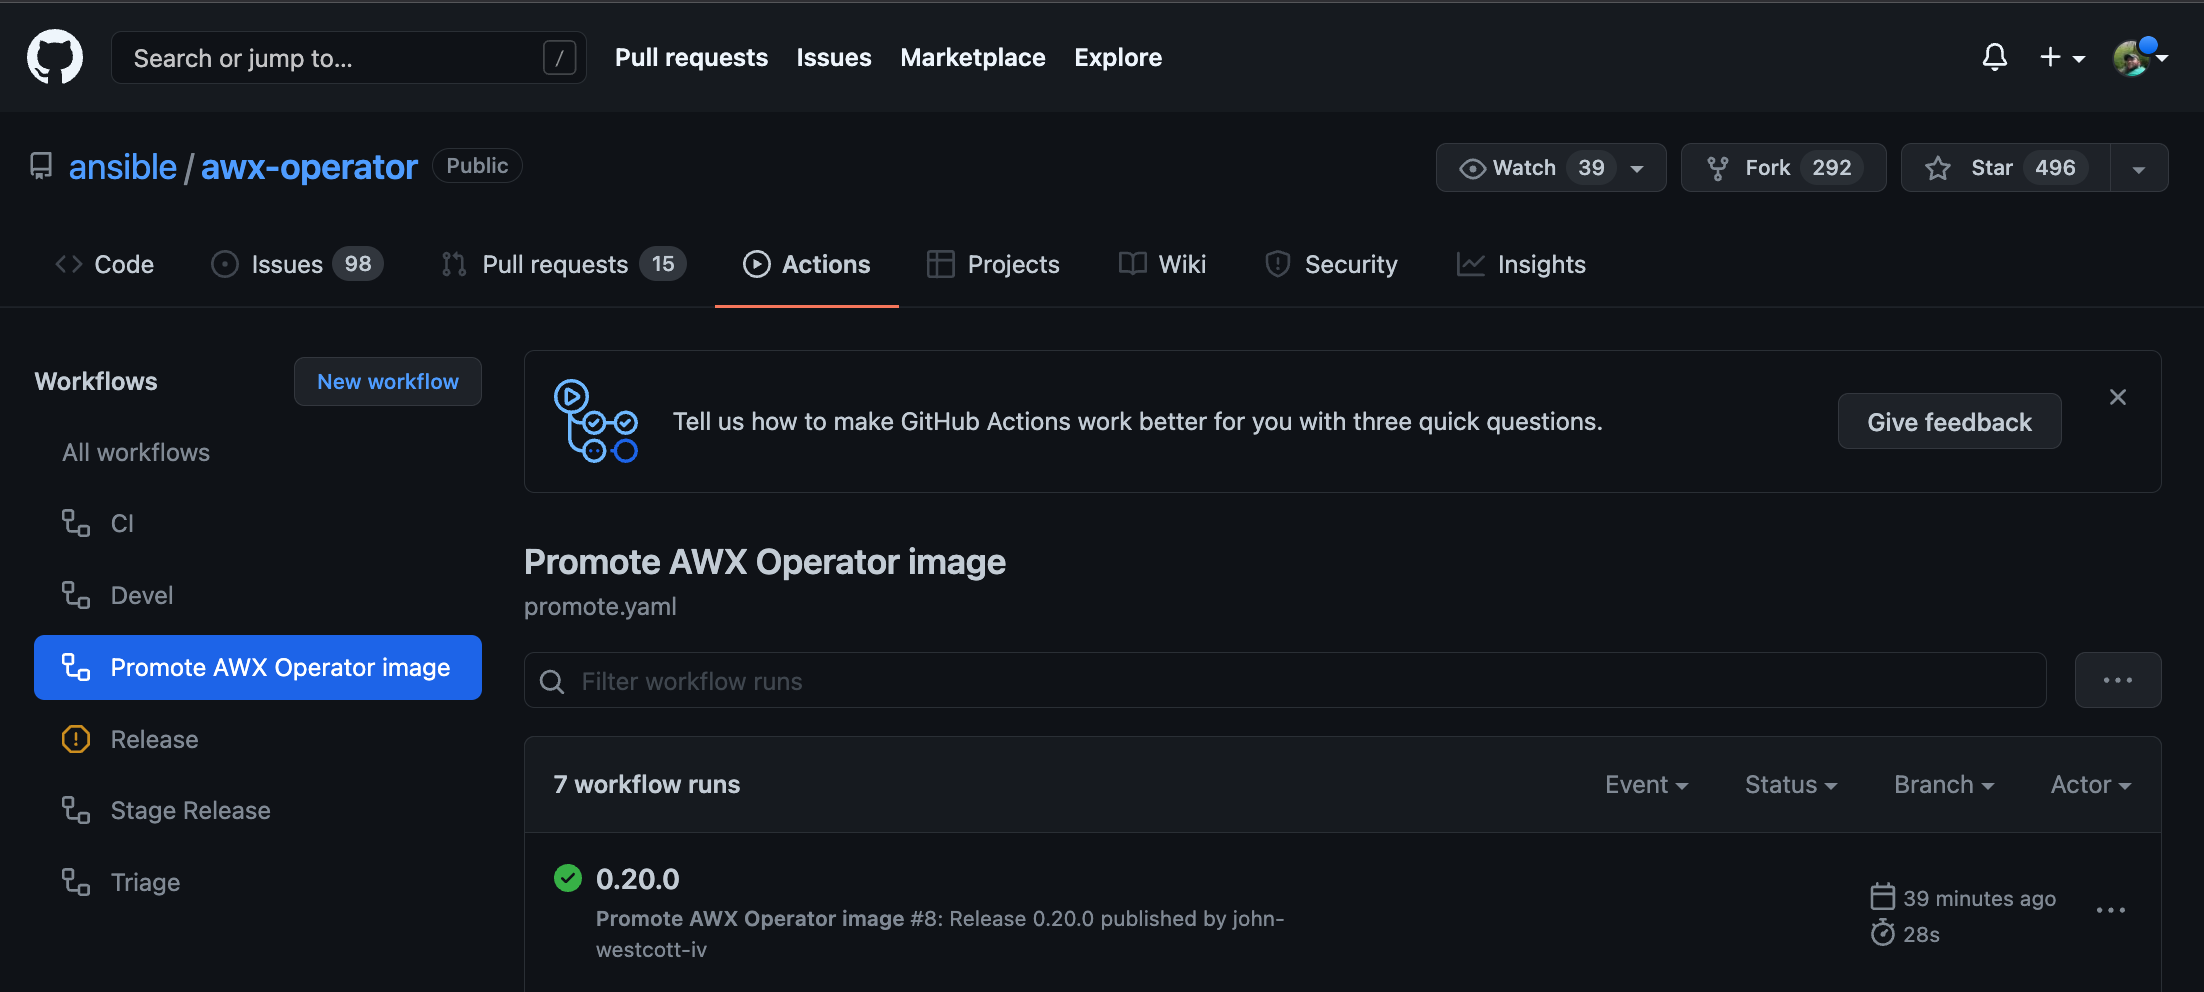 Search or jump to... /
Pull requests Issues Marketplace Explore
ansible / awx-operator Public
Watch 39 Fork 292 Star 496
Code Issues 98 Pull requests 15 Actions Projects Wiki Security Insights
Workflows New workflow
All workflows
CI
Devel
Promote AWX Operator image
Release
Stage Release
Triage
Tell us how to make GitHub Actions work better for you with three quick questions. Give feedback
Promote AWX Operator image
promote.yaml
Filter workflow runs
7 workflow runs Event Status Branch Actor
0.20.0
Promote AWX Operator image #8: Release 0.20.0 published by john-
westcott-iv
39 minutes ago
28s